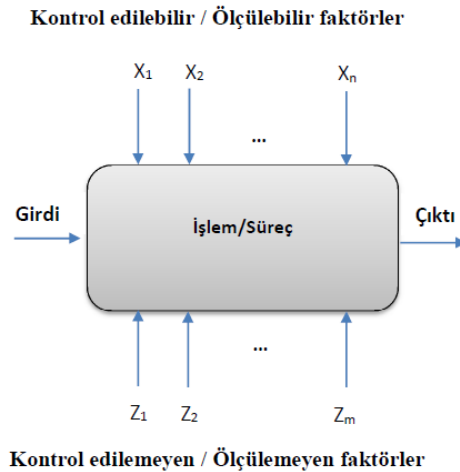 Kontrol edilebilir / Ölçülebilir faktörler
X1 X2 Xn
...
Girdi İşlem/Süreç Çıktı
...
Z1 Z2 Zm
Kontrol edilemeyen / Ölçülemeyen faktörler